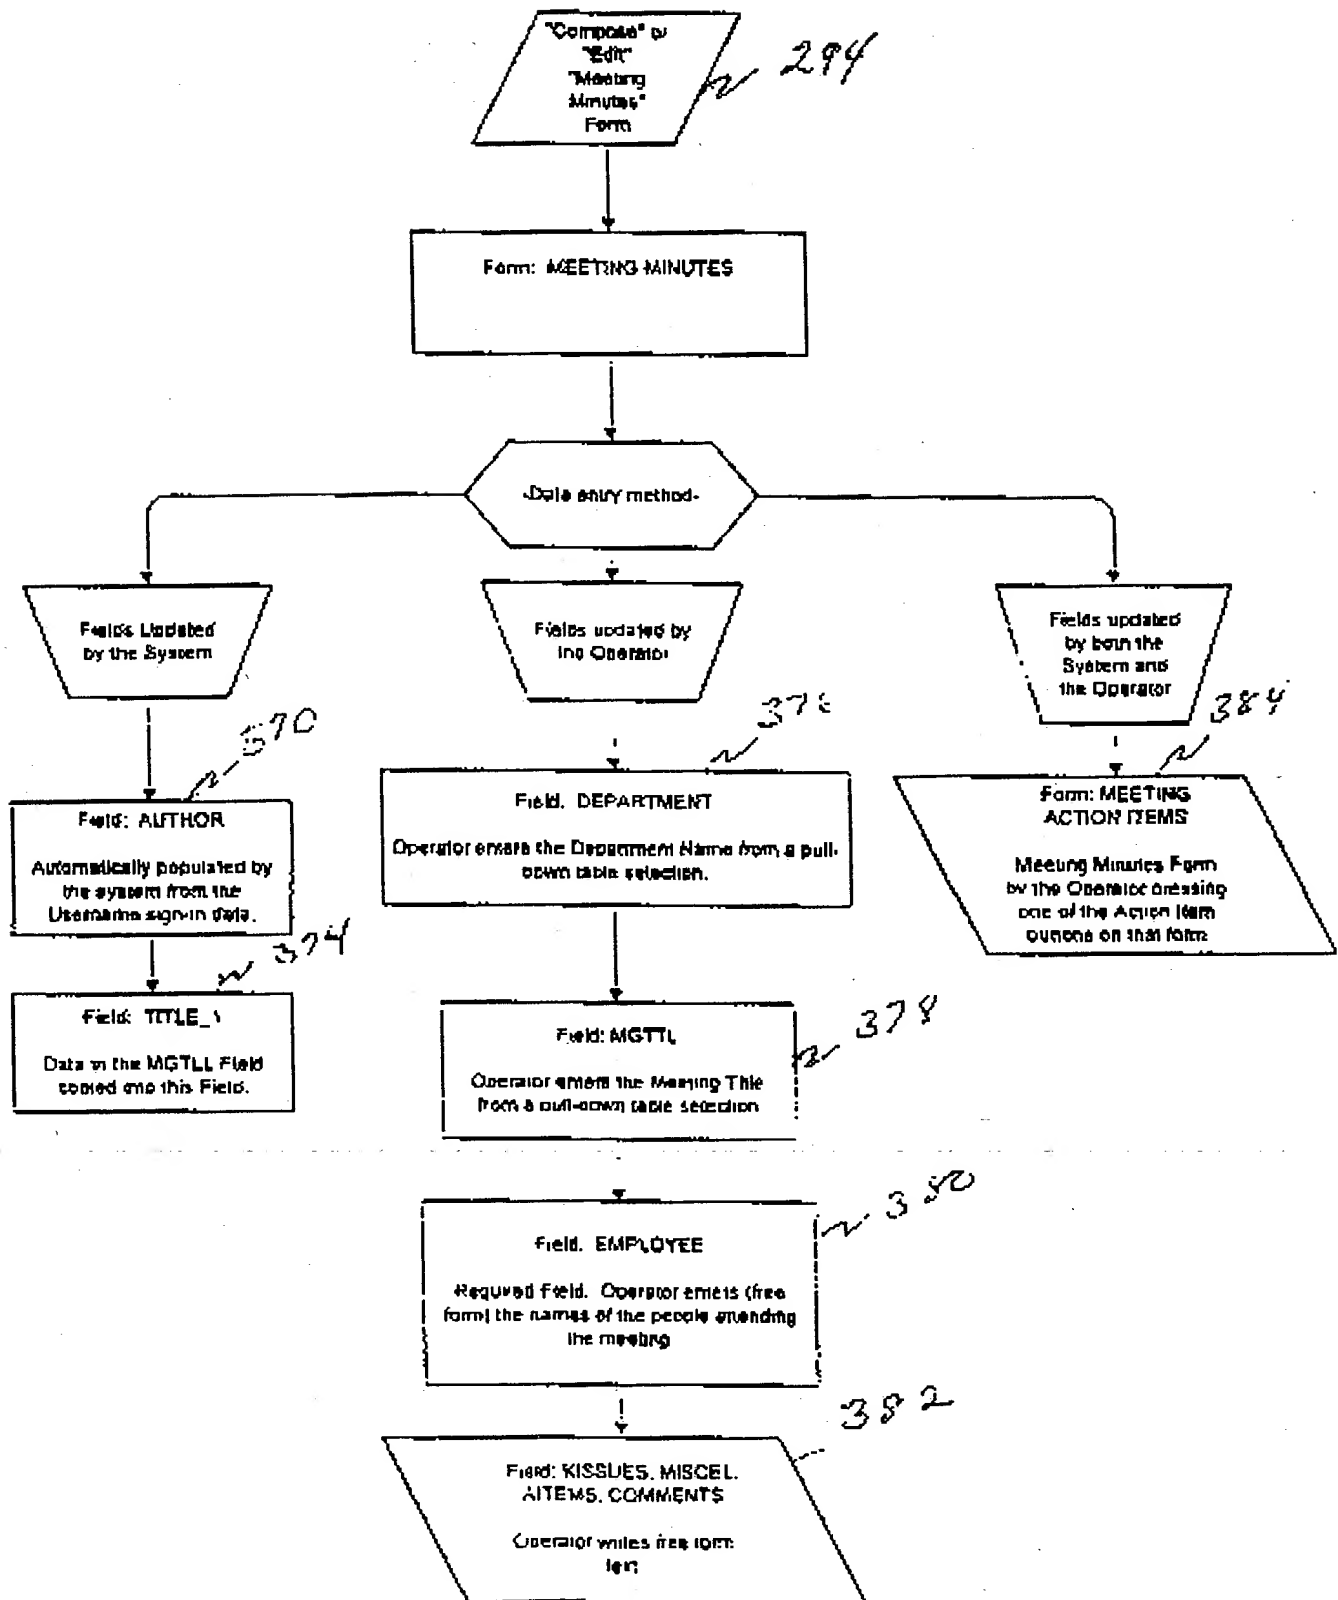 "Compose" or
"Edit"
"Meeting
Minutes"
Form
294
Form: MEETING MINUTES
Data entry method
Fields Updated
by the System
Fields updated by
the Operator
Fields updated
by both the
System and
the Operator
370
376
384
Field: AUTHOR
Automatically populated by
the system from the
Username sign-in data.
Field. DEPARTMENT
Operator enters the Department Name from a pull-
down table selection.
Form: MEETING
ACTION ITEMS
Meeting Minutes Form
by the Operator pressing
one of the Action Item
buttons on that form
374
Field: TITLE_1
Data in the MGTLL Field
copied into this Field.
378
Field: MGTTL
Operator enters the Meeting Title
from a pull-down table selection
380
Field. EMPLOYEE
Required Field. Operator enters (free
form) the names of the people attending
the meeting
382
Field: KISSUES, MISCEL,
AITEMS, COMMENTS
Operator writes free form
text